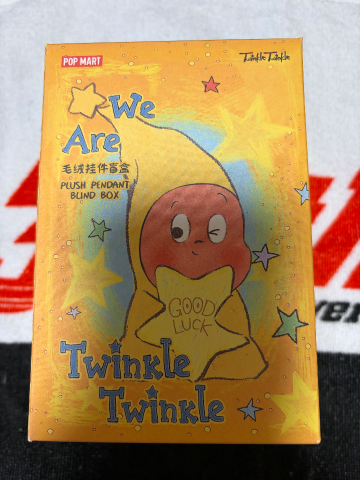 POP MART
Twinkle Twinkle
We
Are
毛绒挂件盲盒
PLUSH PENDANT
BLIND BOX
GOOD
LUCK
Twinkle
Twinkle